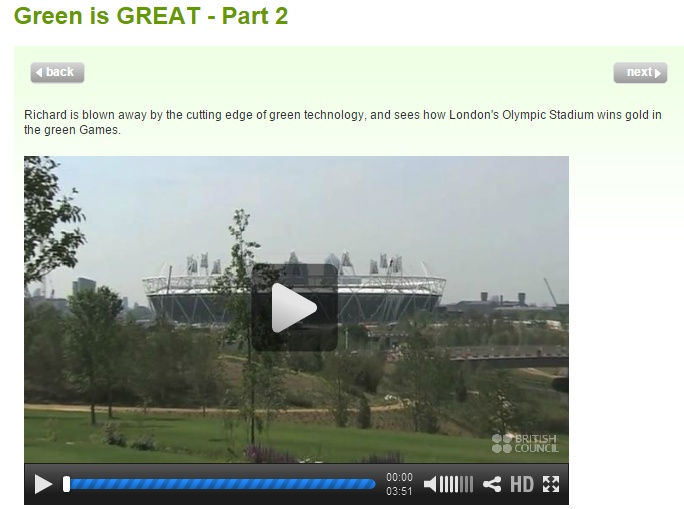 Green is GREAT - Part 2
back
next
Richard is blown away by the cutting edge of green technology, and sees how London's Olympic Stadium wins gold in
the green Games.
BRITISH
COUNCIL
00:00
03:51
HD